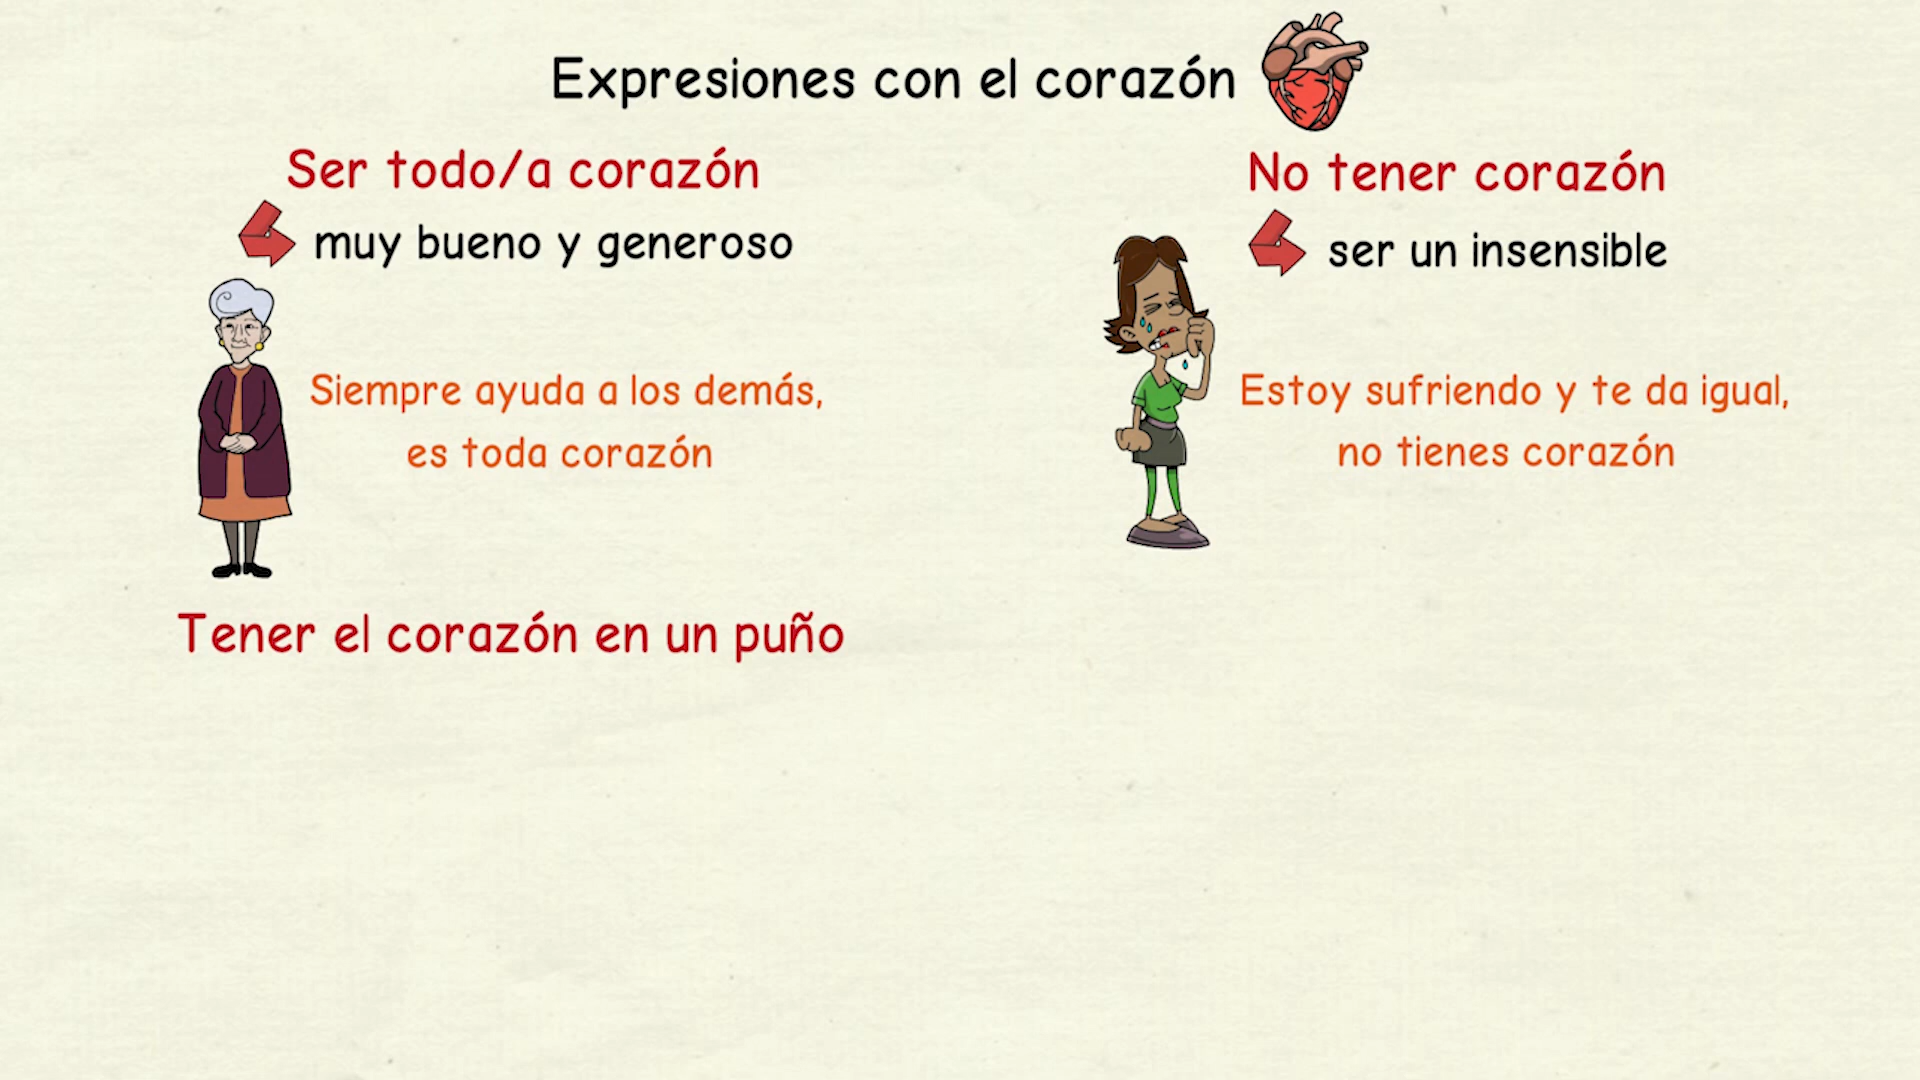 Expresiones con el corazón
Ser todo/a corazón
muy bueno y generoso
Siempre ayuda a los demás,
es toda corazón
No tener corazón
ser un insensible
Estoy sufriendo y te da igual,
no tienes corazón
Tener el corazón en un puño